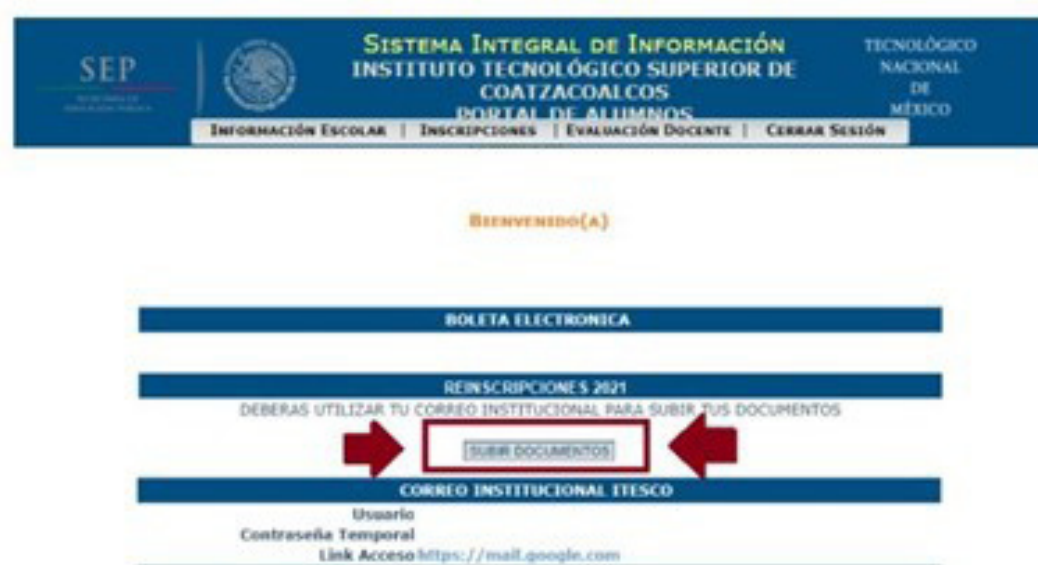 SEP
SISTEMA INTEGRAL DE INFORMACIÓN
INSTITUTO TECNOLÓGICO SUPERIOR DE
COATZACOALCOS
PORTAL DE ALUMNOS
TECNOLÓGICO
NACIONAL
DE
MÉXICO
INFORMACIÓN ESCOLAR | INSCRIPCIONES | EVALUACIÓN DOCENTE | CERRAR SESIÓN
BIENVENIDO(A)
BOLETA ELECTRONICA
REINSCRIPCIONES 2021
DEBERAS UTILIZAR TU CORREO INSTITUCIONAL PARA SUBIR TUS DOCUMENTOS
SUBIR DOCUMENTOS
CORREO INSTITUCIONAL ITESCO
Usuario
Contraseña Temporal
Link Acceso https://mail.google.com